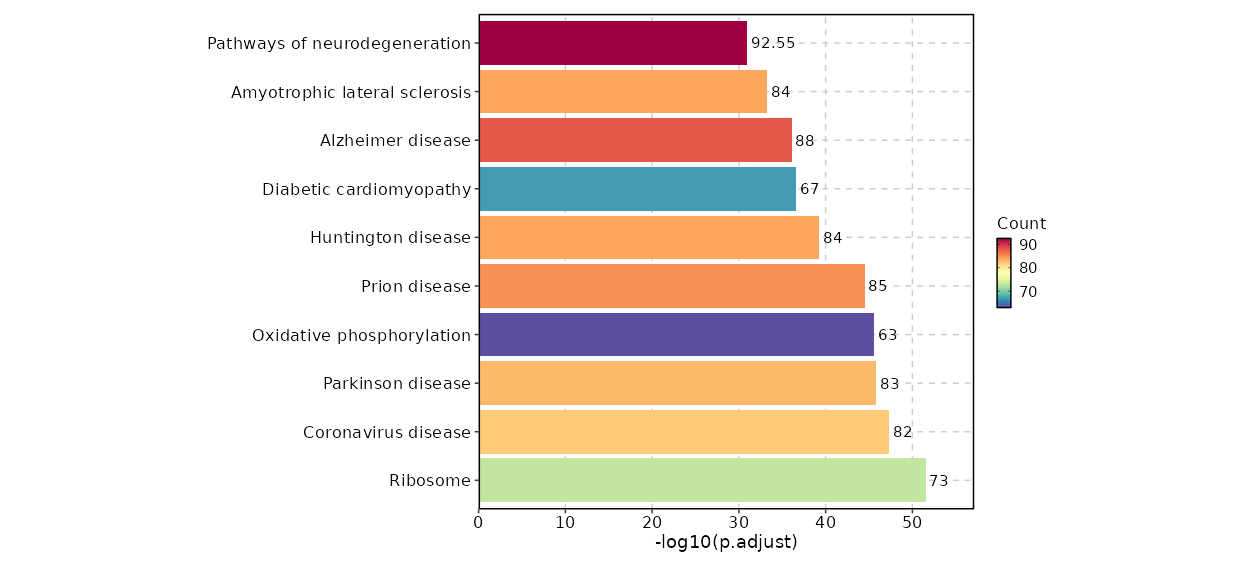 Pathways of neurodegeneration 92.55
Amyotrophic lateral sclerosis 84
Alzheimer disease 88
Diabetic cardiomyopathy 67
Huntington disease 84
Prion disease 85
Oxidative phosphorylation 63
Parkinson disease 83
Coronavirus disease 82
Ribosome 73
0 10 20 30 40 50
-log10(p.adjust)
Count
90
80
70